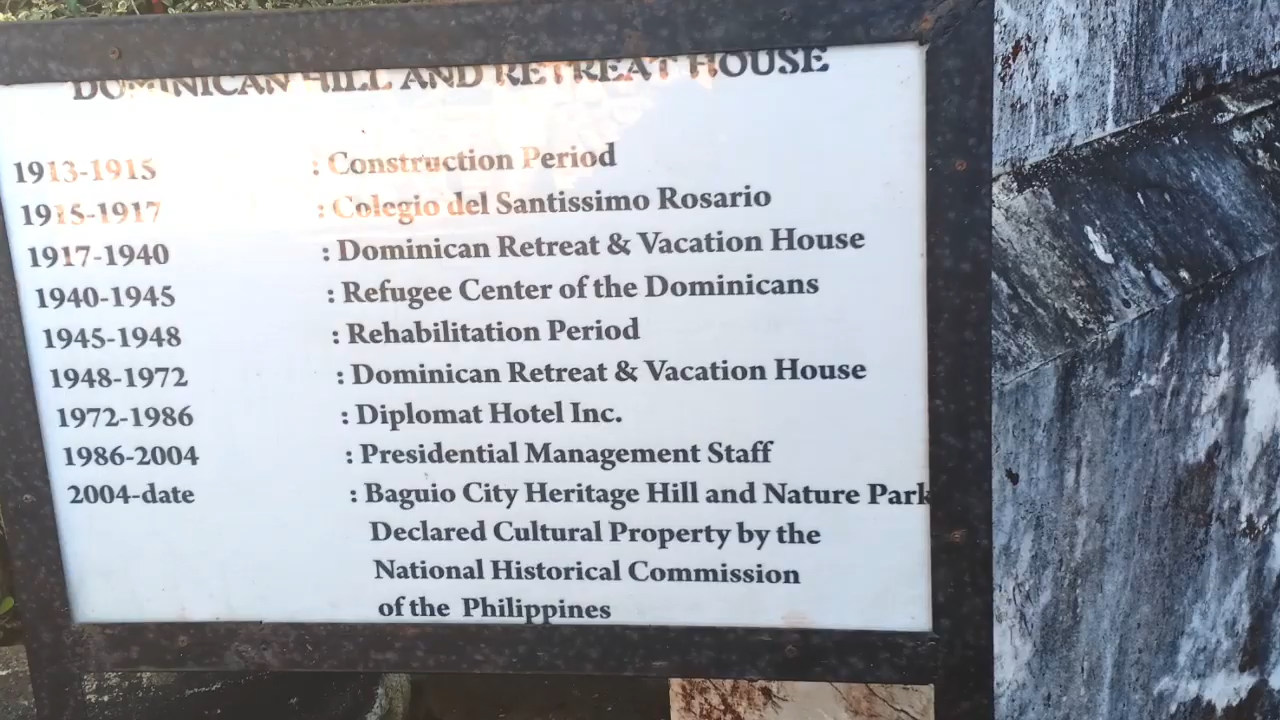 DOMINICAN HILL AND RETREAT HOUSE
1913-1915 : Construction Period
1915-1917 : Colegio del Santissimo Rosario
1917-1940 : Dominican Retreat & Vacation House
1940-1945 : Refugee Center of the Dominicans
1945-1948 : Rehabilitation Period
1948-1972 : Dominican Retreat & Vacation House
1972-1986 : Diplomat Hotel Inc.
1986-2004 : Presidential Management Staff
2004-date : Baguio City Heritage Hill and Nature Park
Declared Cultural Property by the
National Historical Commission
of the Philippines